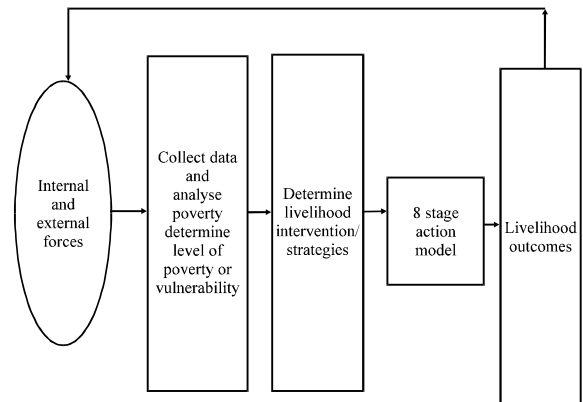 Internal
and
external
forces
Collect data
and
analyse
poverty
determine
level of
poverty or
vulnerability
Determine
livelihood
intervention/
strategies
8 stage
action
model
Livelihood
outcomes